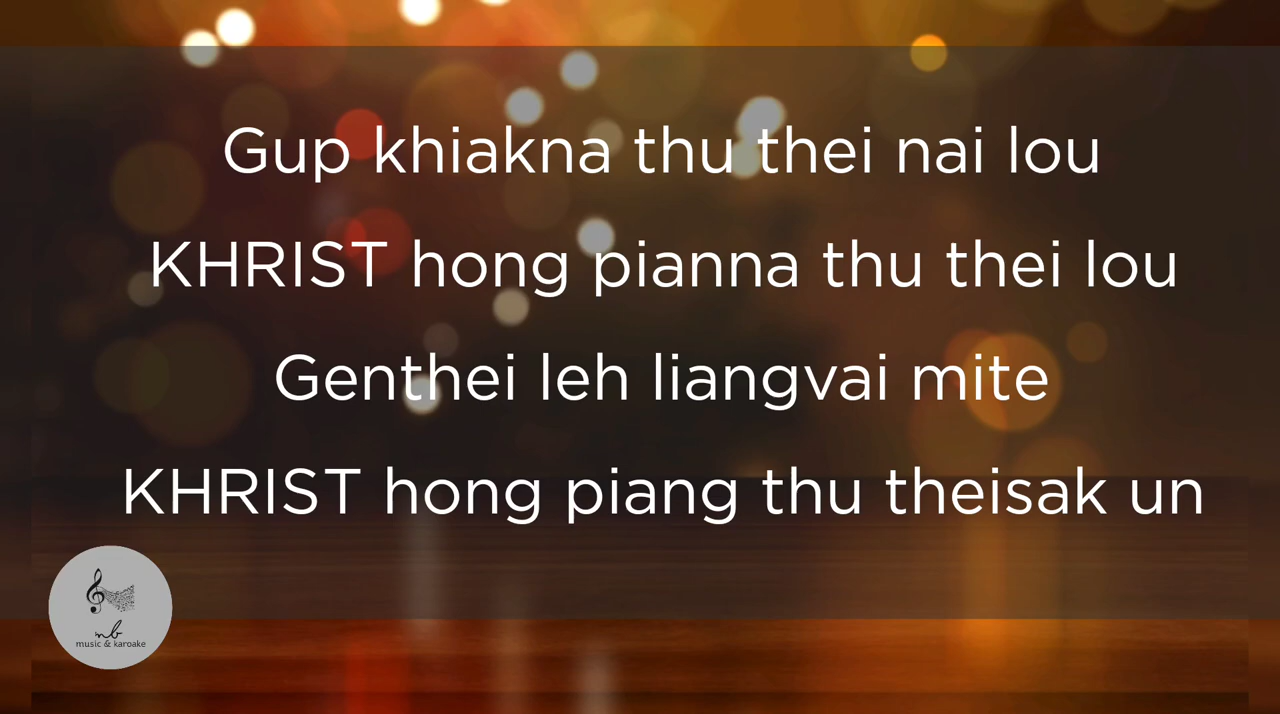 Gup khiakna thu thei nai lou
KHRIST hong pianna thu thei lou
Genthei leh liangvai mite
KHRIST hong piang thu theisak un
nb
music & karoake